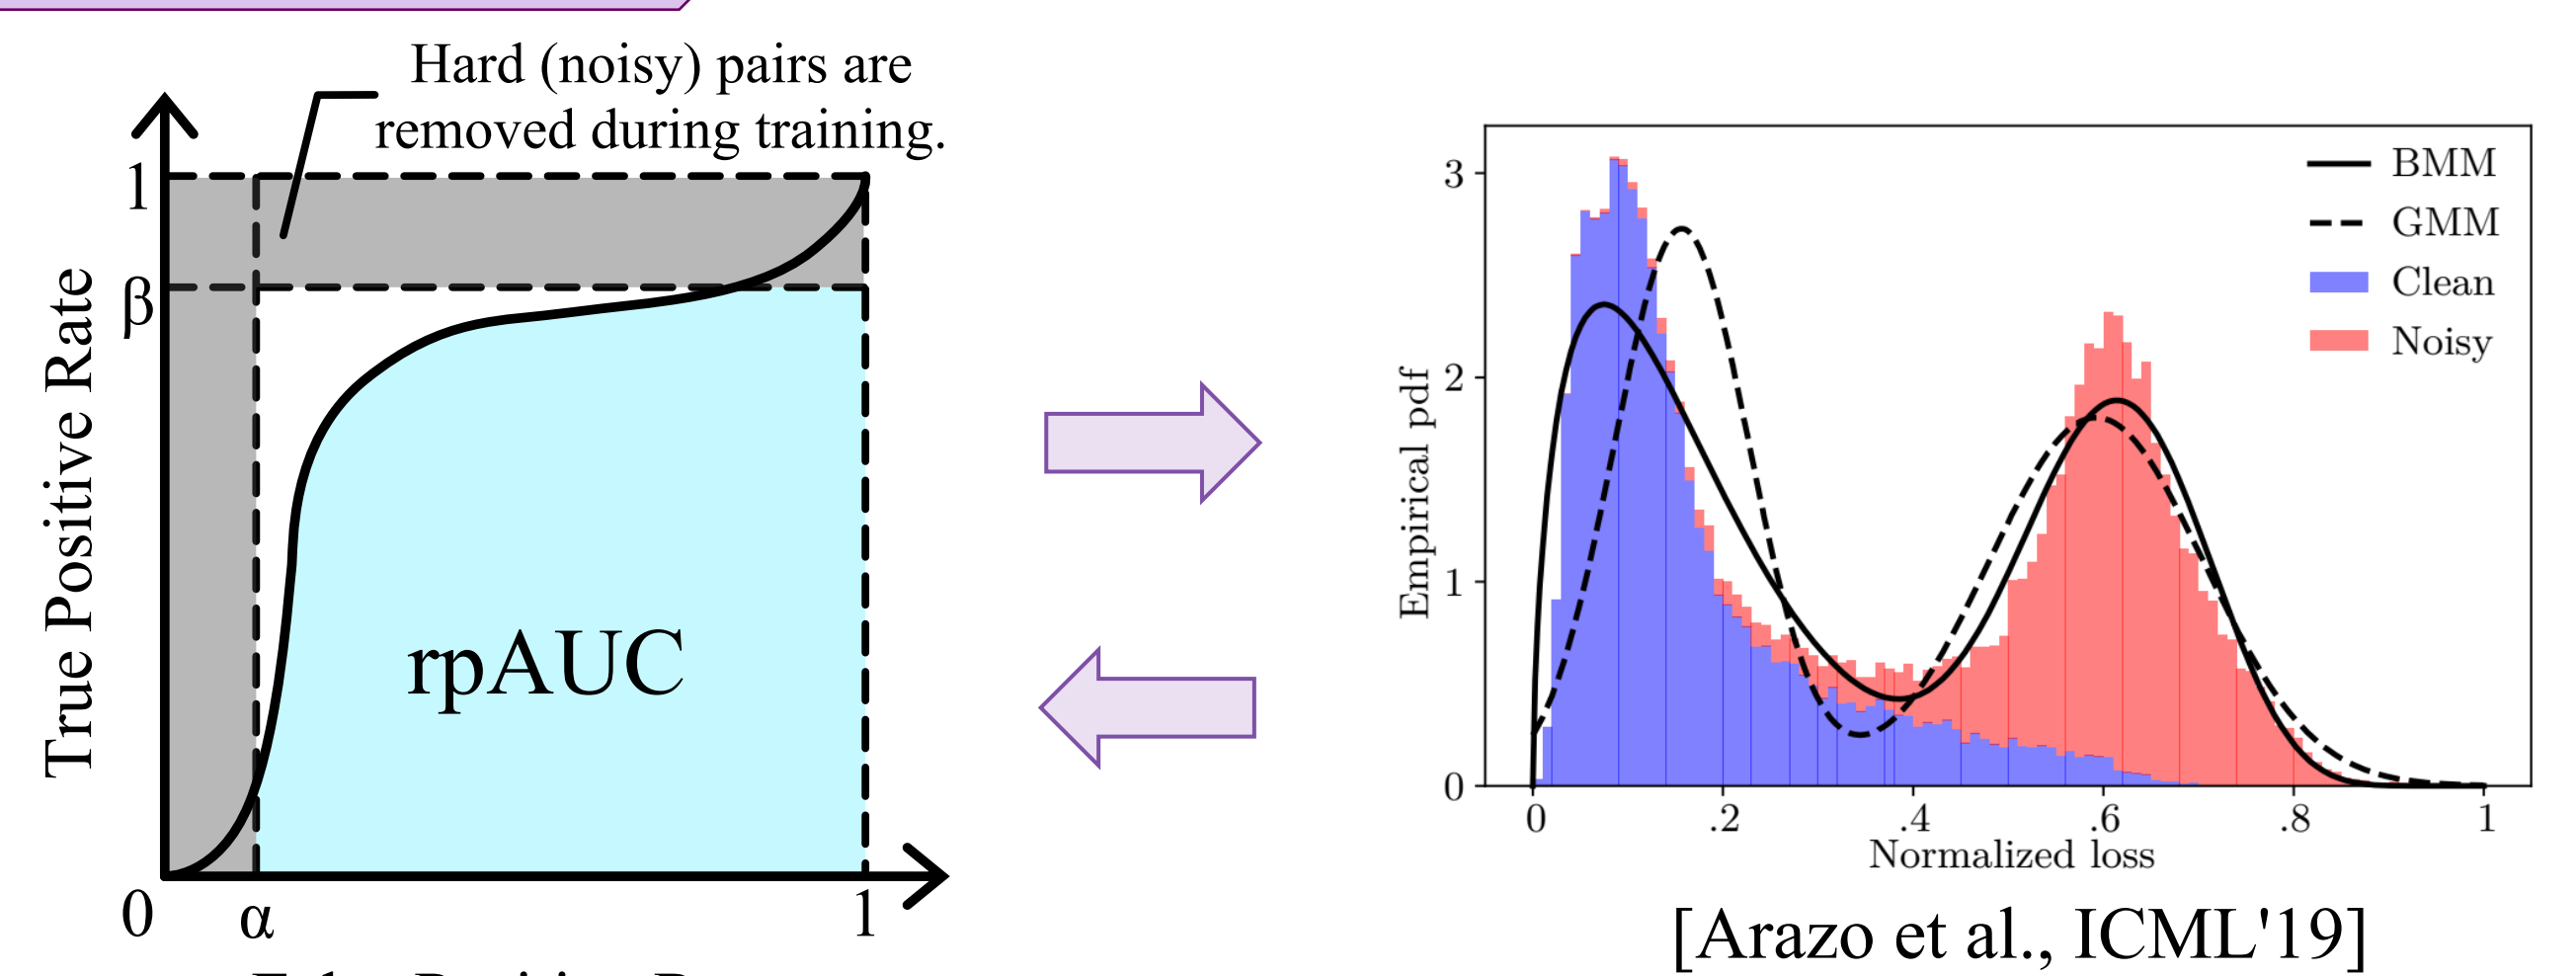 Hard (noisy) pairs are
removed during training.
1
β
True Positive Rate
rpAUC
0
α
1
3
2
1
0
Empirical pdf
BMM
GMM
Clean
Noisy
0
.2
.4
.6
.8
1
Normalized loss
[Arazo et al., ICML'19]